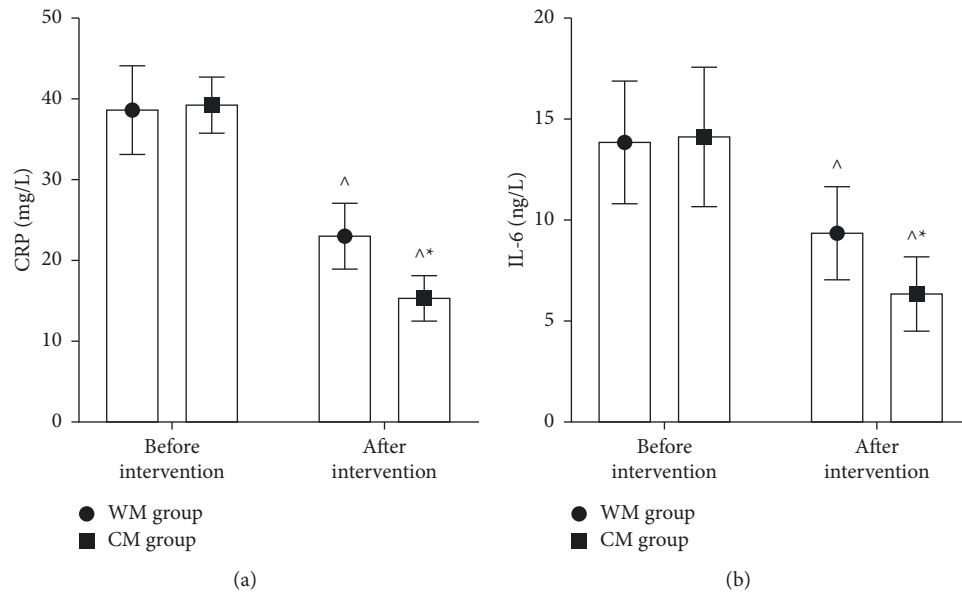 50
40
30
20
10
0
CRP (mg/L)
^
^*
Before
intervention
After
intervention
WM group
CM group
(a)
20
15
10
5
0
IL-6 (ng/L)
^
^*
Before
intervention
After
intervention
WM group
CM group
(b)